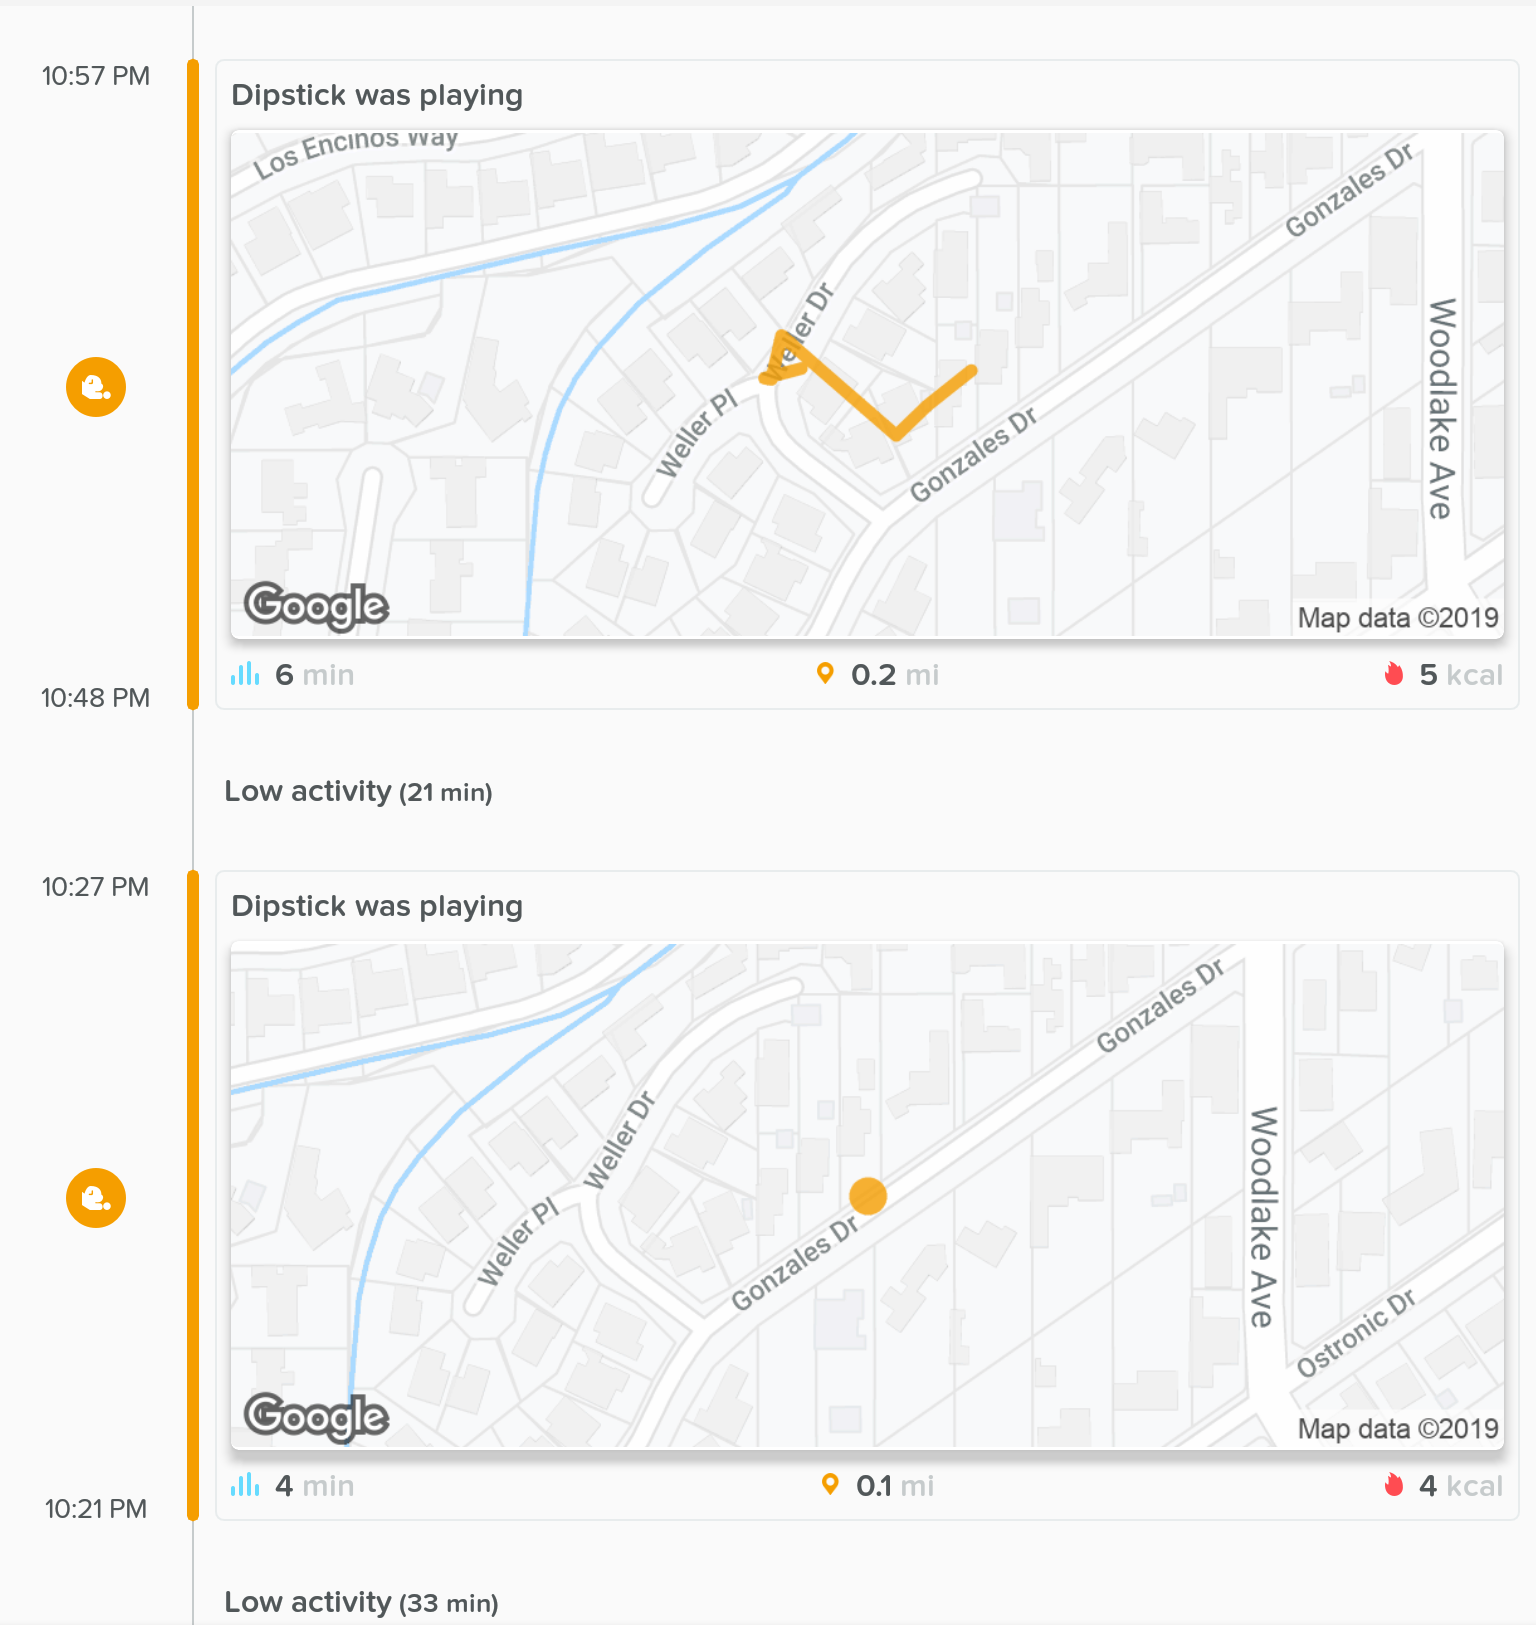 10:57 PM
Dipstick was playing
Los Encinos Way
Gonzales Dr
Weller Dr
Woodlake Ave
Weller Pl
Gonzales Dr
Google
Map data ©2019
6 min
0.2 mi
5 kcal
10:48 PM
Low activity (21 min)
10:27 PM
Dipstick was playing
Gonzales Dr
Weller Dr
Woodlake Ave
Weller Pl
Gonzales Dr
Ostronic Dr
Google
Map data ©2019
4 min
0.1 mi
4 kcal
10:21 PM
Low activity (33 min)